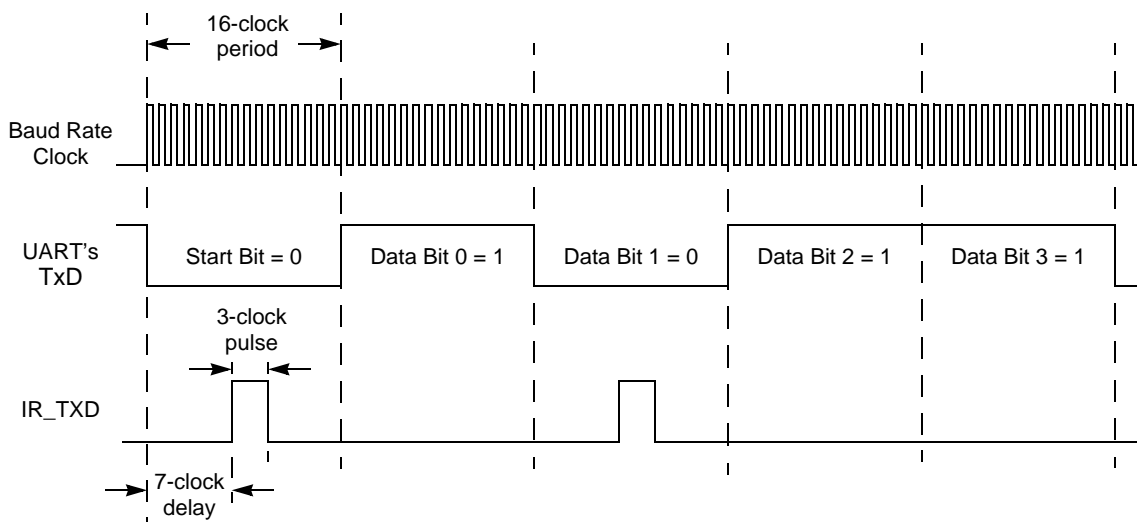 16-clock
period
Baud Rate
Clock
UART's
TxD
Start Bit = 0
Data Bit 0 = 1
Data Bit 1 = 0
Data Bit 2 = 1
Data Bit 3 = 1
3-clock
pulse
IR_TXD
7-clock
delay